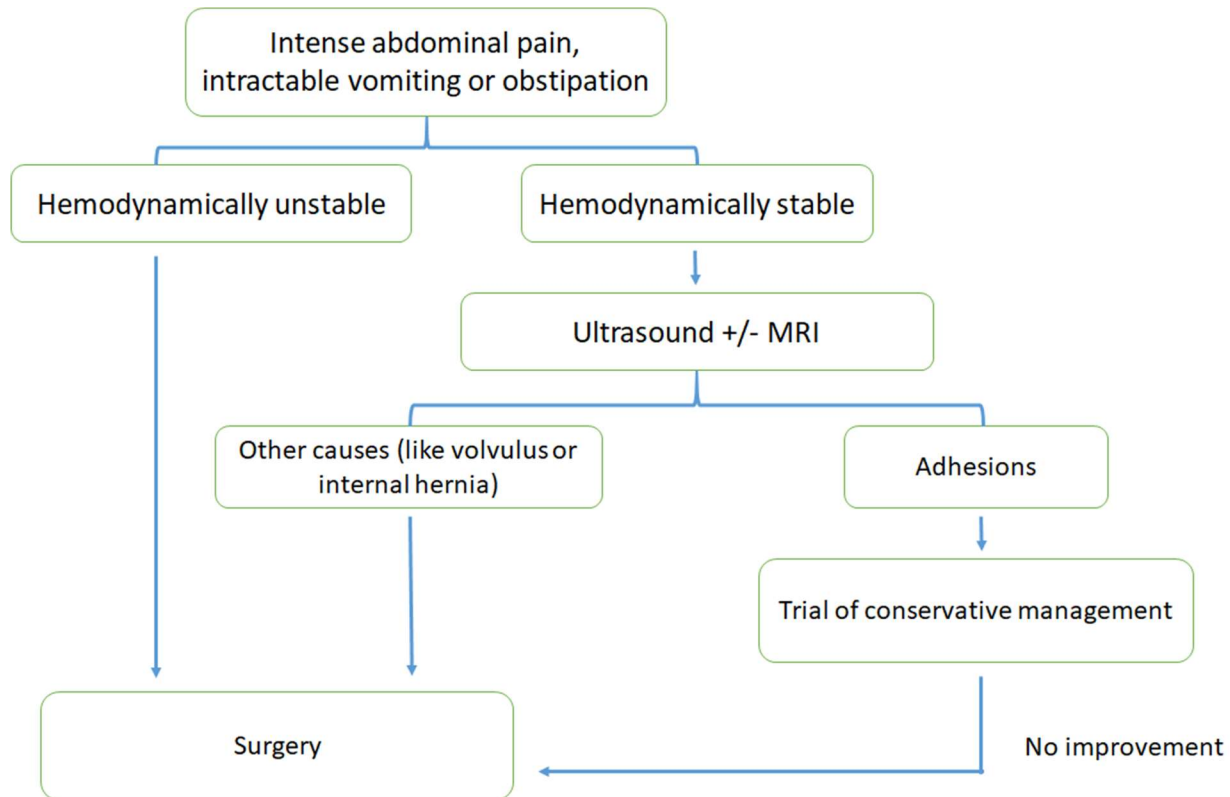 Intense abdominal pain,
intractable vomiting or obstipation
Hemodynamically unstable
Hemodynamically stable
Ultrasound +/- MRI
Other causes (like volvulus or
internal hernia)
Adhesions
Trial of conservative management
Surgery
No improvement